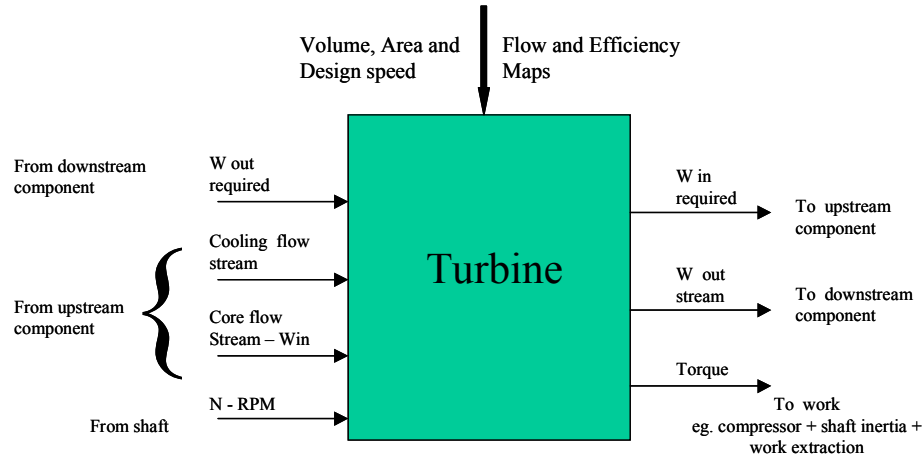 Volume, Area and
Design speed
Flow and Efficiency
Maps
From downstream
component
W out
required
Cooling flow
stream
From upstream
component
Core flow
Stream – Win
From shaft
N - RPM
Turbine
W in
required
To upstream
component
W out
stream
To downstream
component
Torque
To work
eg. compressor + shaft inertia +
work extraction